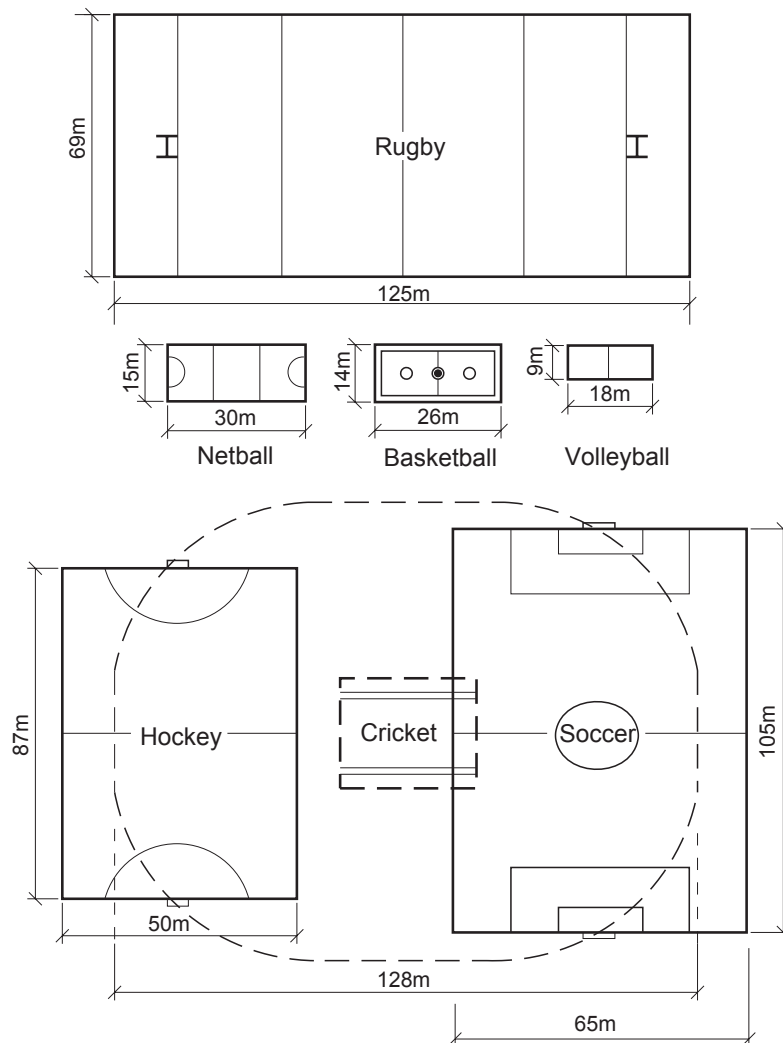 69m
Rugby
125m
15m
30m
Netball
14m
26m
Basketball
9m
18m
Volleyball
87m
Hockey
Cricket
Soccer
105m
50m
128m
65m